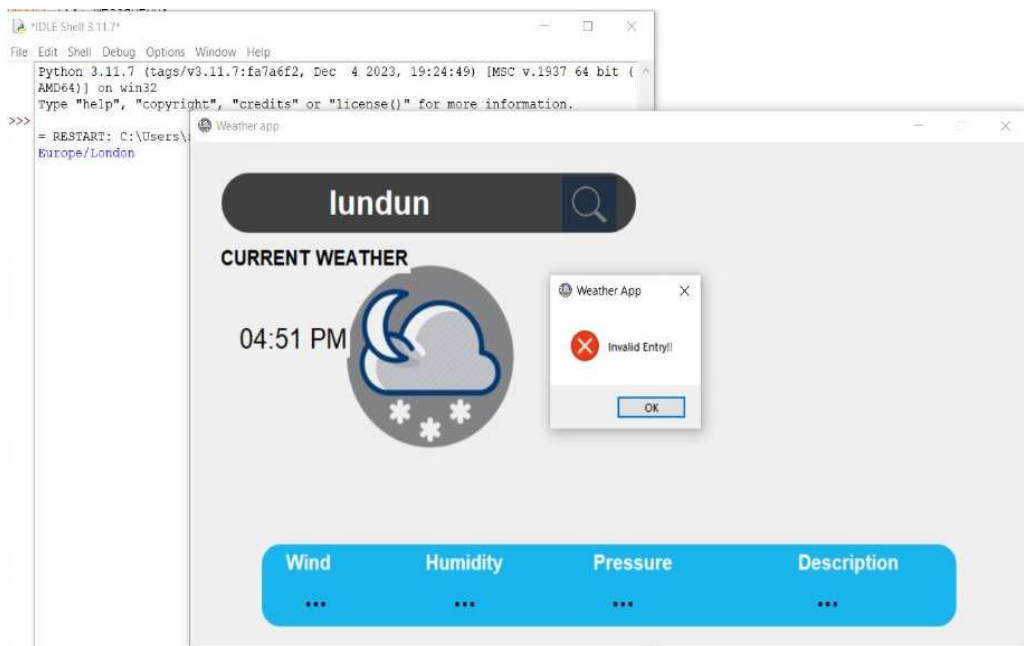 *IDLE Shell 3.11.7*
File Edit Shell Debug Options Window Help
Python 3.11.7 (tags/v3.11.7:fa7a6f2, Dec 4 2023, 19:24:49) [MSC v.1937 64 bit (
AMD64)] on win32
Type "help", "copyright", "credits" or "license()" for more information.
>>>
= RESTART: C:\Users\
Europe/London
Weather app
lundun
CURRENT WEATHER
04:51 PM
Weather App
Invalid Entry!!
OK
Wind Humidity Pressure Description
... ... ... ...